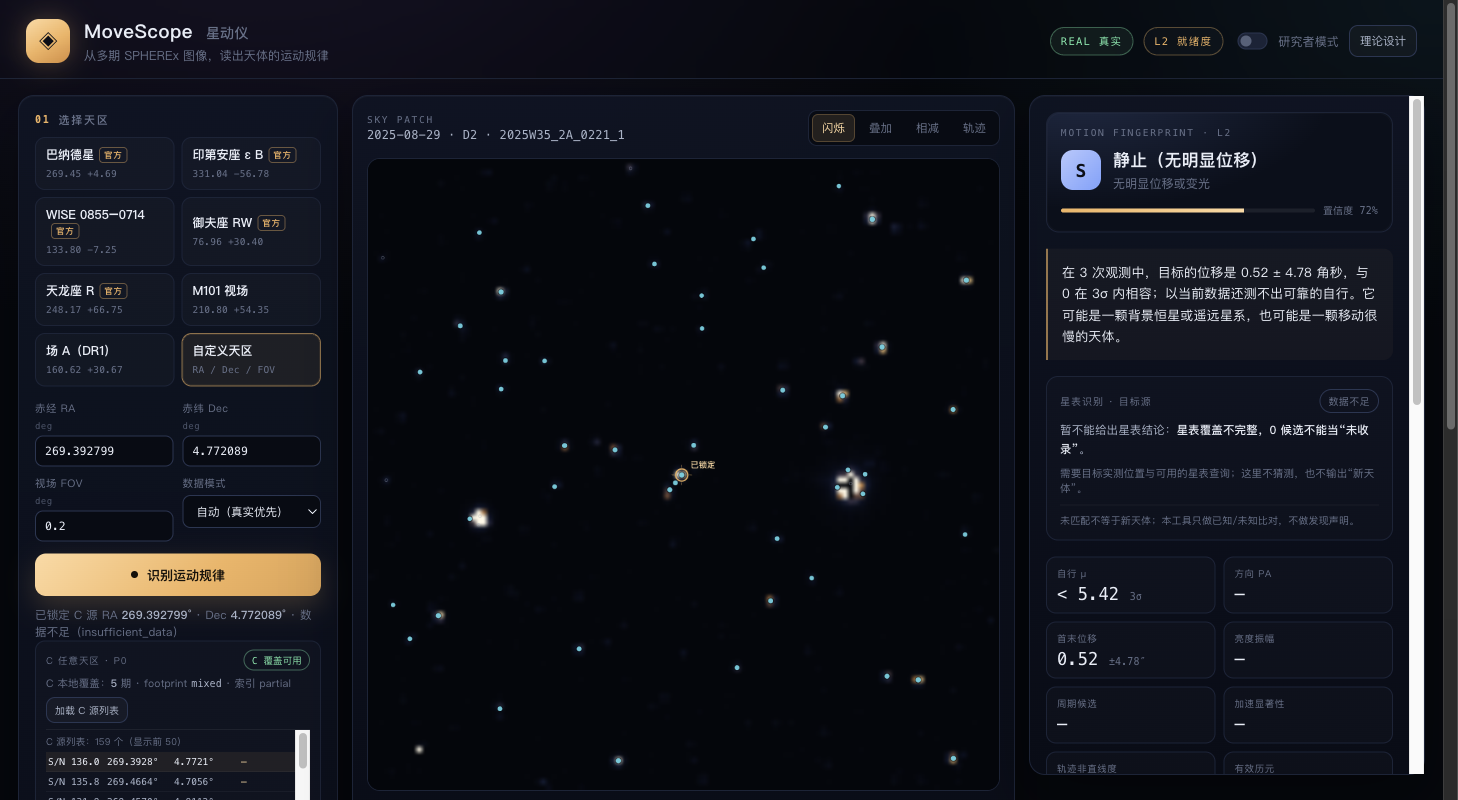 MoveScope 星动仪
从多期 SPHEREx 图像，读出天体的运动规律
REAL 真实
L2 就绪度
研究者模式
理论设计
01 选择天区
巴纳德星 官方
269.45 +4.69
印第安座 ε B 官方
331.04 −56.78
WISE 0855−0714
官方
133.80 −7.25
御夫座 RW 官方
76.96 +30.40
天龙座 R 官方
248.17 +66.75
M101 视场
210.80 +54.35
场 A（DR1）
160.62 +30.67
自定义天区
RA / Dec / FOV
赤经 RA
deg
269.392799
赤纬 Dec
deg
4.772089
视场 FOV
deg
0.2
数据模式
自动（真实优先）
识别运动规律
已锁定 C 源 RA 269.392799° · Dec 4.772089° · 数
据不足（insufficient_data）
C 任意天区 · P0
C 覆盖可用
C 本地覆盖：5 期 · footprint mixed · 索引 partial
加载 C 源列表
C 源列表：159 个（显示前 50）
S/N 136.0 269.3928° 4.7721° —
S/N 135.8 269.4664° 4.7056° —
SKY PATCH
2025-08-29 · D2 · 2025W35_2A_0221_1
闪烁
叠加
相减
轨迹
已锁定
MOTION FINGERPRINT · L2
S
静止（无明显位移）
无明显位移或变光
置信度 72%
在 3 次观测中，目标的位移是 0.52 ± 4.78 角秒，与
0 在 3σ 内相容；以当前数据还测不出可靠的自行。它
可能是一颗背景恒星或遥远星系，也可能是一颗移动很
慢的天体。
星表识别 · 目标源
数据不足
暂不能给出星表结论：星表覆盖不完整，0 候选不能当“未收
录”。
需要目标实测位置与可用的星表查询；这里不猜测，也不输出“新天
体”。
未匹配不等于新天体；本工具只做已知/未知比对，不做发现声明。
自行 μ
< 5.42 3σ
方向 PA
—
首末位移
0.52 ±4.78″
亮度振幅
—
周期候选
—
加速显著性
—
轨迹非直线度
有效历元